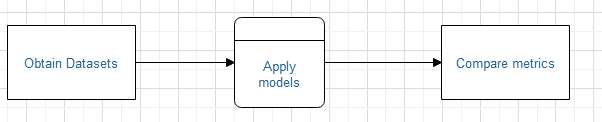 Obtain Datasets
Apply
models
Compare metrics